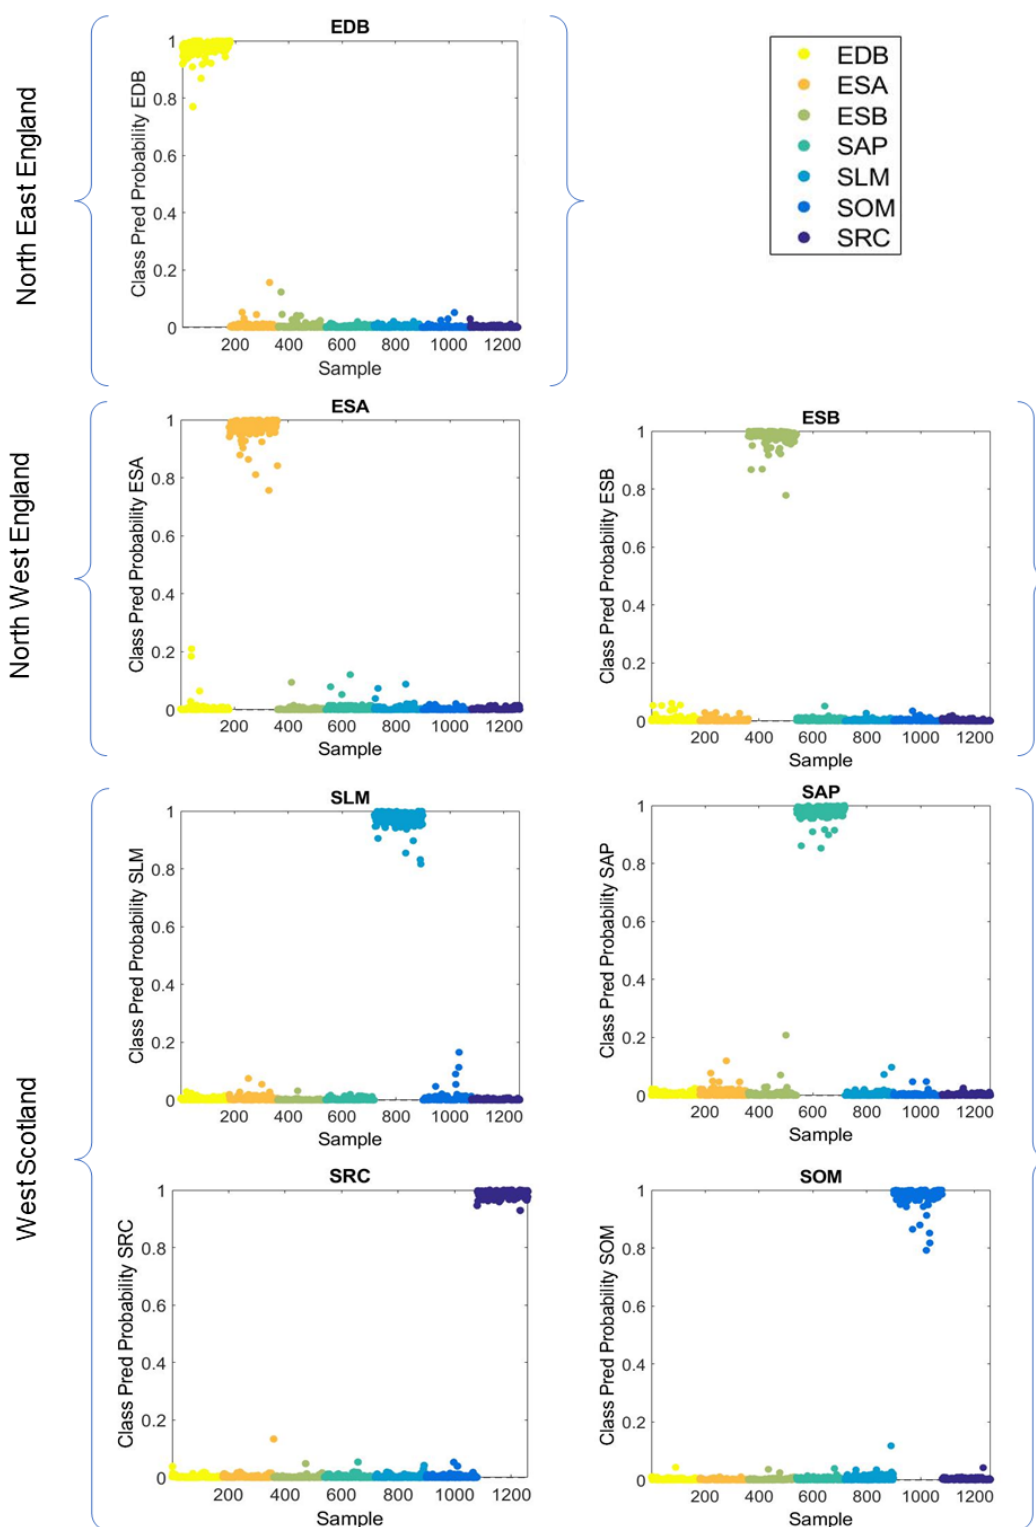 North East England
EDB
Class Pred Probability EDB
1
0.8
0.6
0.4
0.2
0
200 400 600 800 1000 1200
Sample
EDB
ESA
ESB
SAP
SLM
SOM
SRC
North West England
ESA
Class Pred Probability ESA
1
0.8
0.6
0.4
0.2
0
200 400 600 800 1000 1200
Sample
ESB
Class Pred Probability ESB
1
0.8
0.6
0.4
0.2
0
200 400 600 800 1000 1200
Sample
West Scotland
SLM
Class Pred Probability SLM
1
0.8
0.6
0.4
0.2
0
200 400 600 800 1000 1200
Sample
SAP
Class Pred Probability SAP
1
0.8
0.6
0.4
0.2
0
200 400 600 800 1000 1200
Sample
SRC
Class Pred Probability SRC
1
0.8
0.6
0.4
0.2
0
200 400 600 800 1000 1200
Sample
SOM
Class Pred Probability SOM
1
0.8
0.6
0.4
0.2
0
200 400 600 800 1000 1200
Sample